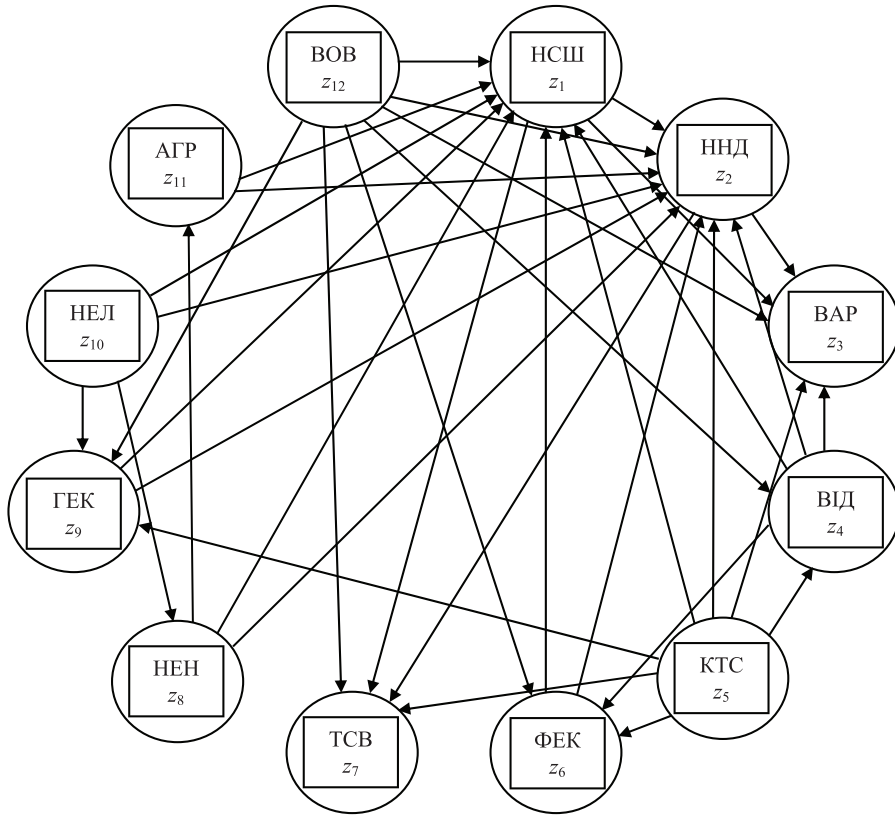 ВОВ
z12
НСШ
z1
АГР
z11
ННД
z2
НЕЛ
z10
ВАР
z3
ГЕК
z9
ВІД
z4
НЕН
z8
КТС
z5
ТСВ
z7
ФЕК
z6